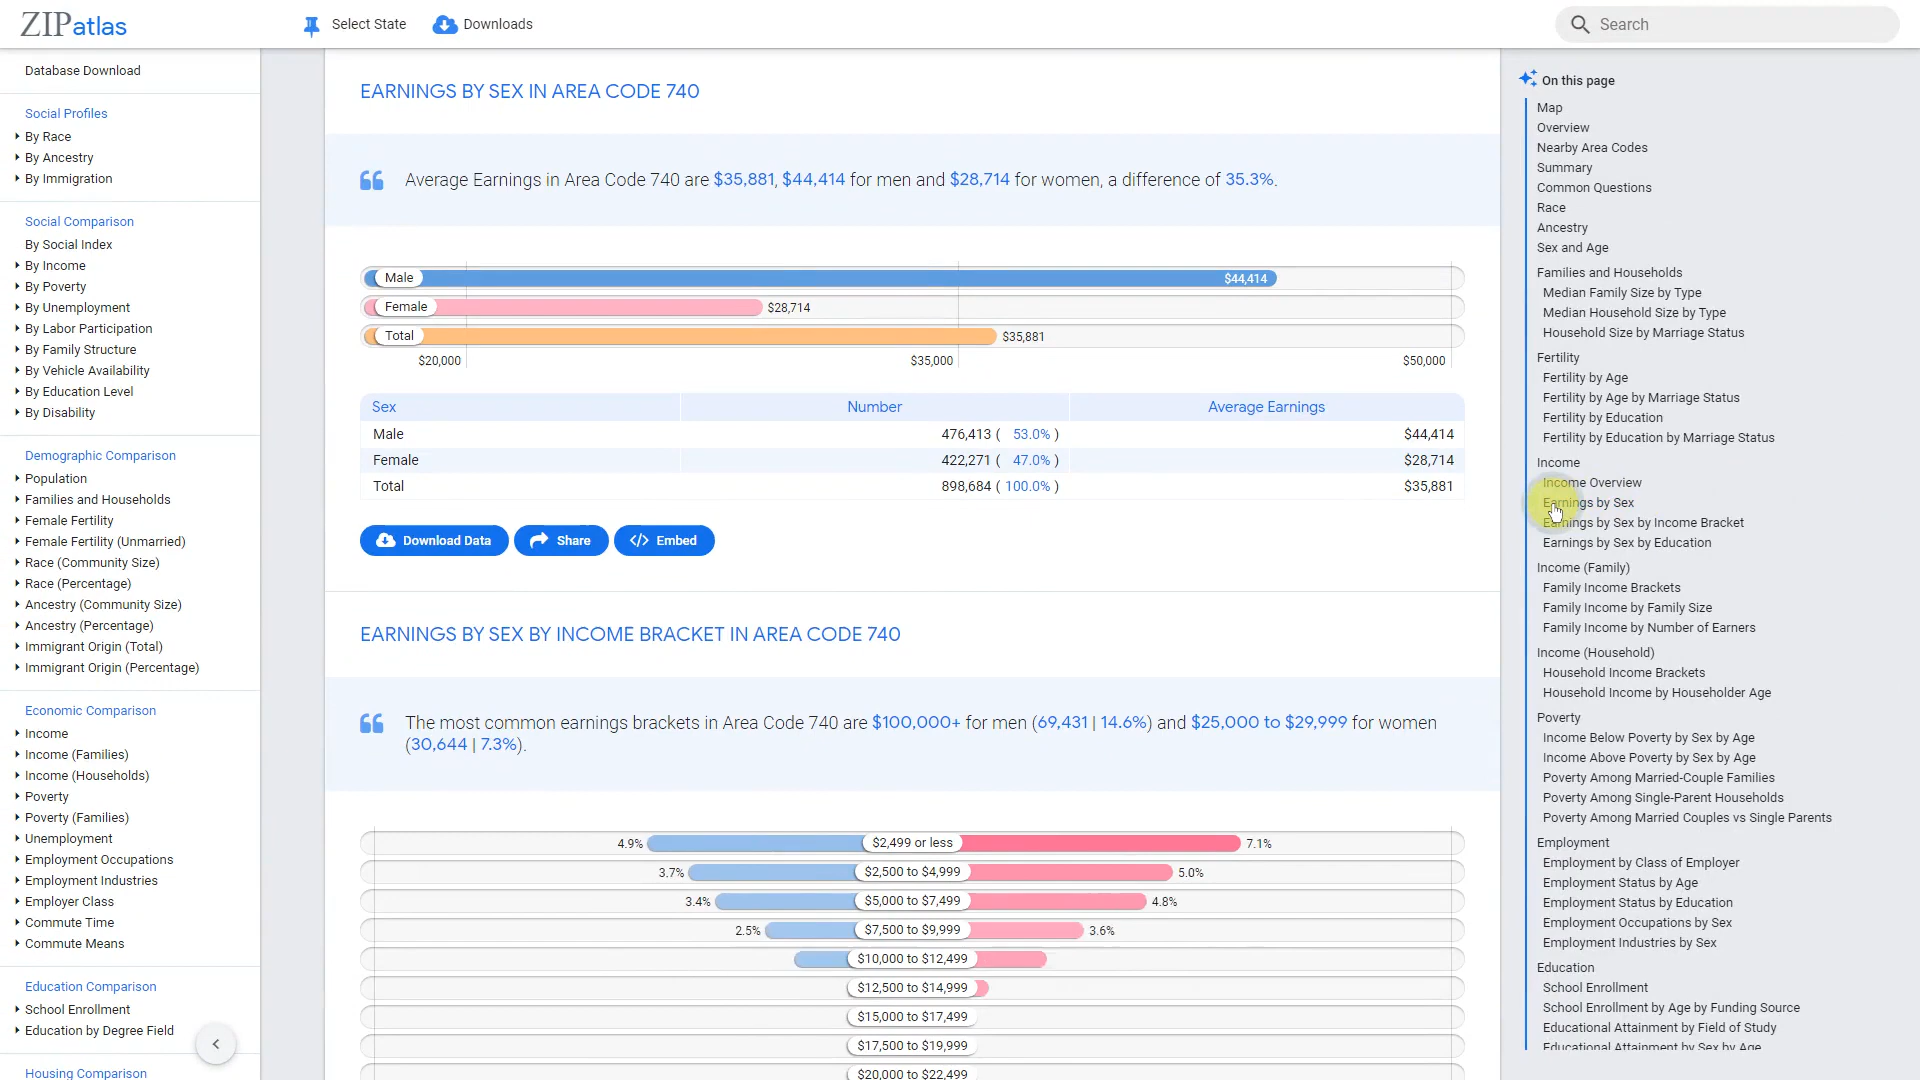 ZIPatlas
Select State
Downloads
Search
Database Download
Social Profiles
By Race
By Ancestry
By Immigration
Social Comparison
By Social Index
By Income
By Poverty
By Unemployment
By Labor Participation
By Family Structure
By Vehicle Availability
By Education Level
By Disability
Demographic Comparison
Population
Families and Households
Female Fertility
Female Fertility (Unmarried)
Race (Community Size)
Race (Percentage)
Ancestry (Community Size)
Ancestry (Percentage)
Immigrant Origin (Total)
Immigrant Origin (Percentage)
Economic Comparison
Income
Income (Families)
Income (Households)
Poverty
Poverty (Families)
Unemployment
Employment Occupations
Employment Industries
Employer Class
Commute Time
Commute Means
Education Comparison
School Enrollment
Education by Degree Field
Housing Comparison
EARNINGS BY SEX IN AREA CODE 740
Average Earnings in Area Code 740 are $35,881, $44,414 for men and $28,714 for women, a difference of 35.3%.
Male $44,414
Female $28,714
Total $35,881
$20,000 $35,000 $50,000
Sex Number Average Earnings
Male 476,413 ( 53.0% ) $44,414
Female 422,271 ( 47.0% ) $28,714
Total 898,684 ( 100.0% ) $35,881
Download Data Share Embed
EARNINGS BY SEX BY INCOME BRACKET IN AREA CODE 740
The most common earnings brackets in Area Code 740 are $100,000+ for men (69,431 | 14.6%) and $25,000 to $29,999 for women
(30,644 | 7.3%).
4.9% $2,499 or less 7.1%
3.7% $2,500 to $4,999 5.0%
3.4% $5,000 to $7,499 4.8%
2.5% $7,500 to $9,999 3.6%
$10,000 to $12,499
$12,500 to $14,999
$15,000 to $17,499
$17,500 to $19,999
$20,000 to $22,499
On this page
Map
Overview
Nearby Area Codes
Summary
Common Questions
Race
Ancestry
Sex and Age
Families and Households
Median Family Size by Type
Median Household Size by Type
Household Size by Marriage Status
Fertility
Fertility by Age
Fertility by Age by Marriage Status
Fertility by Education
Fertility by Education by Marriage Status
Income
Income Overview
Earnings by Sex
Earnings by Sex by Income Bracket
Earnings by Sex by Education
Income (Family)
Family Income Brackets
Family Income by Family Size
Family Income by Number of Earners
Income (Household)
Household Income Brackets
Household Income by Householder Age
Poverty
Income Below Poverty by Sex by Age
Income Above Poverty by Sex by Age
Poverty Among Married-Couple Families
Poverty Among Single-Parent Households
Poverty Among Married Couples vs Single Parents
Employment
Employment by Class of Employer
Employment Status by Age
Employment Status by Education
Employment Occupations by Sex
Employment Industries by Sex
Education
School Enrollment
School Enrollment by Age by Funding Source
Educational Attainment by Field of Study
Educational Attainment by Sex by Age